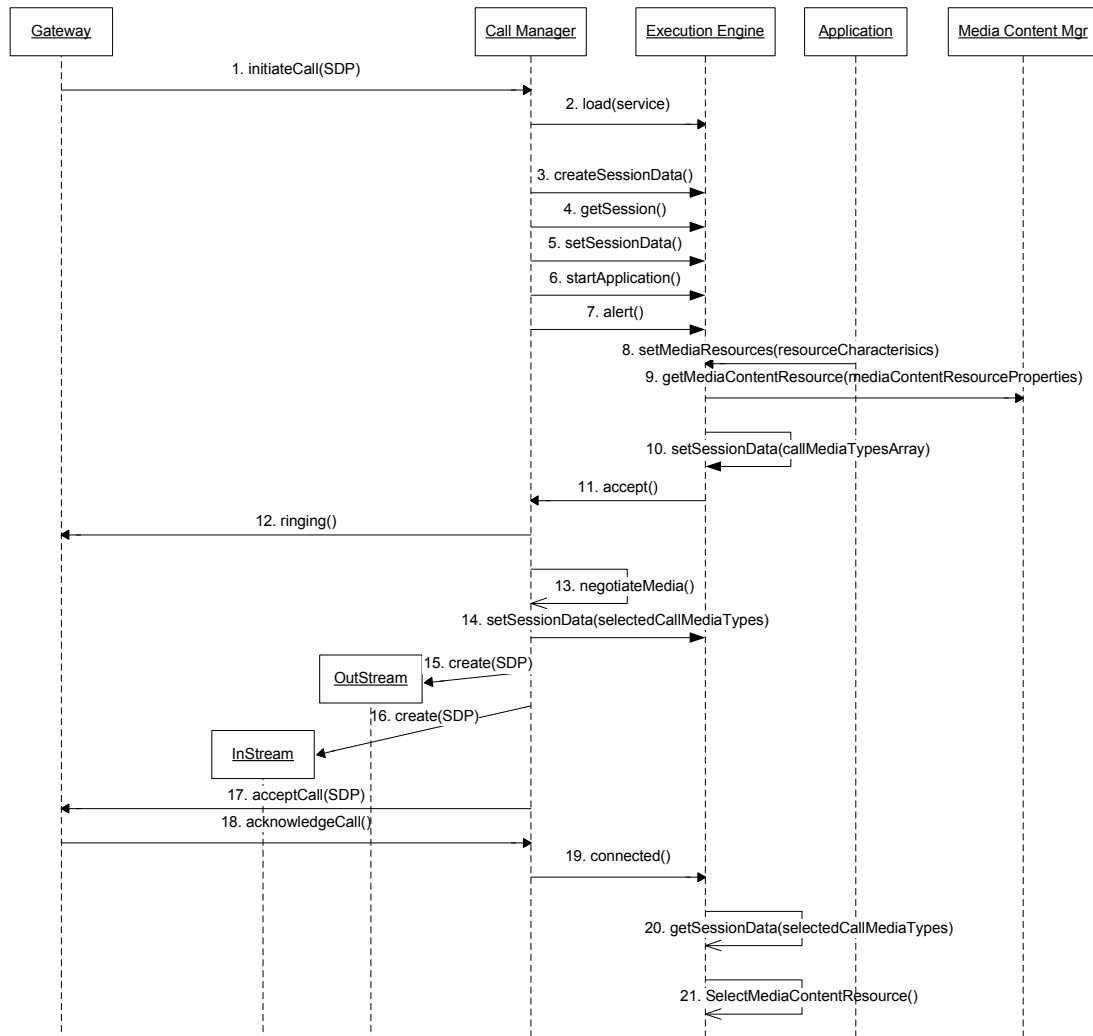 Gateway
Call Manager
Execution Engine
Application
Media Content Mgr
1. initiateCall(SDP)
2. load(service)
3. createSessionData()
4. getSession()
5. setSessionData()
6. startApplication()
7. alert()
8. setMediaResources(resourceCharacterisics)
9. getMediaContentResource(mediaContentResourceProperties)
10. setSessionData(callMediaTypesArray)
11. accept()
12. ringing()
13. negotiateMedia()
14. setSessionData(selectedCallMediaTypes)
15. create(SDP)
OutStream
16. create(SDP)
InStream
17. acceptCall(SDP)
18. acknowledgeCall()
19. connected()
20. getSessionData(selectedCallMediaTypes)
21. SelectMediaContentResource()